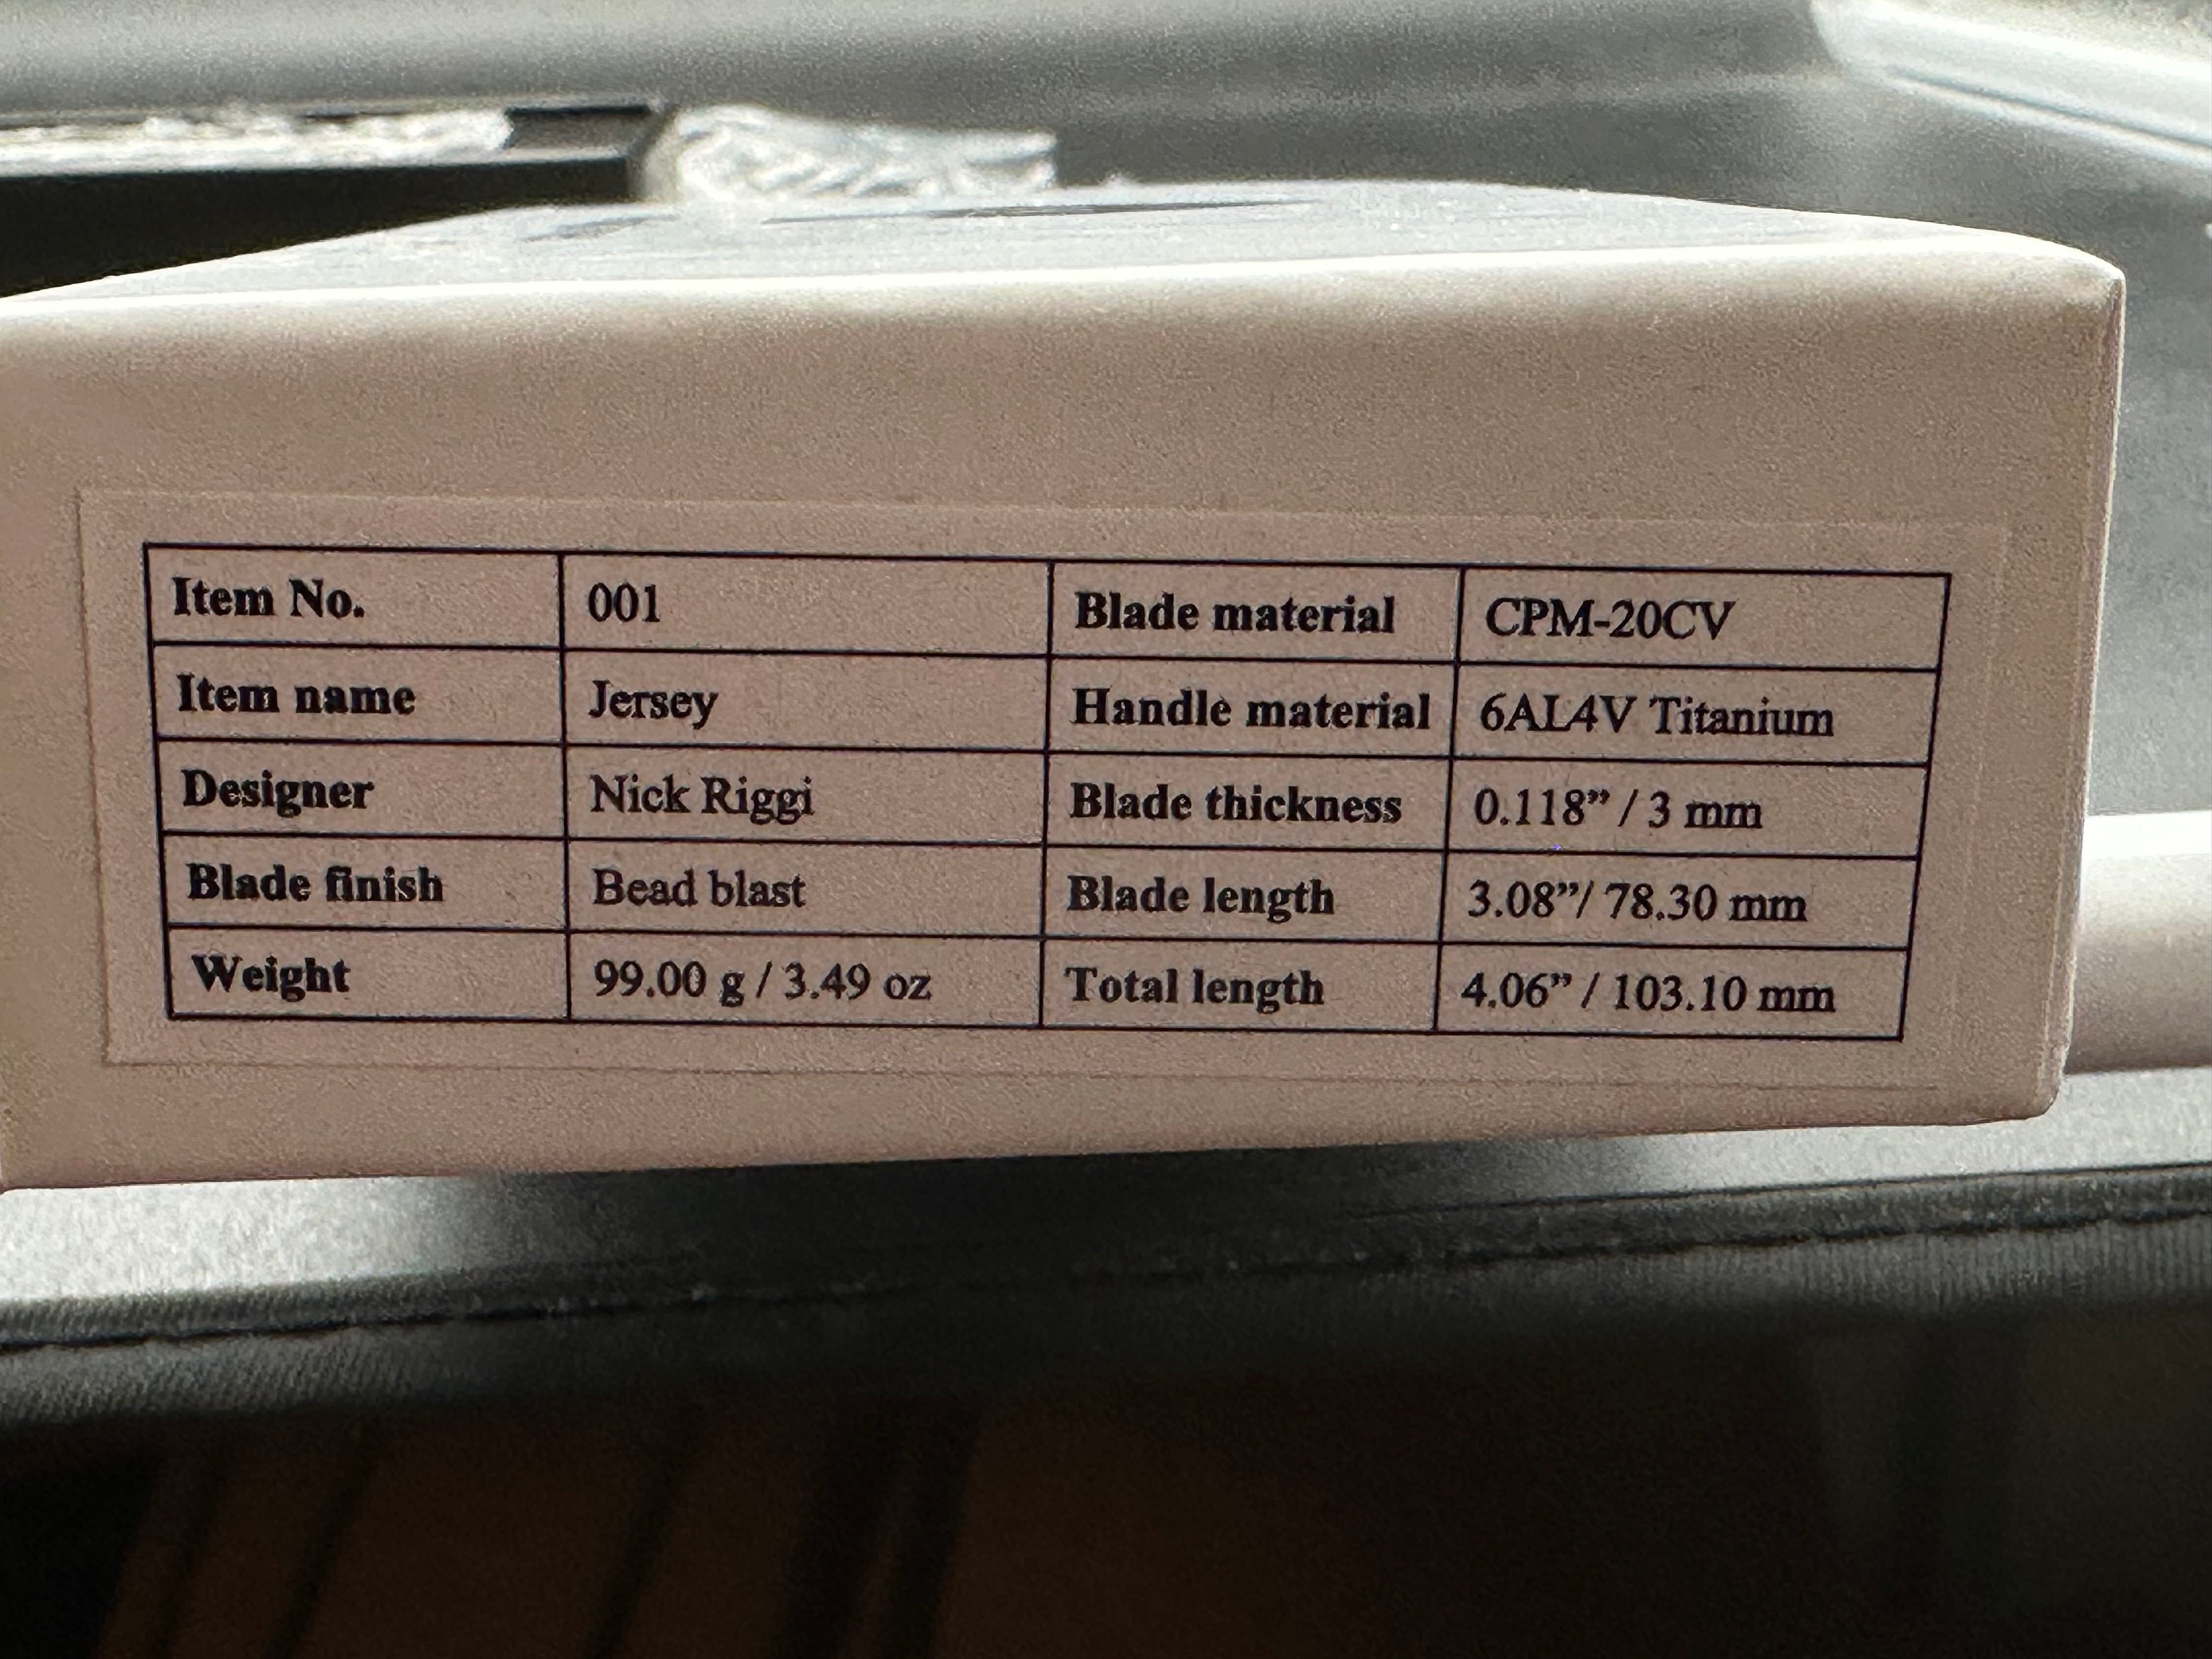 Item No. 001 Blade material CPM-20CV
Item name Jersey Handle material 6AL4V Titanium
Designer Nick Riggi Blade thickness 0.118” / 3 mm
Blade finish Bead blast Blade length 3.08”/ 78.30 mm
Weight 99.00 g / 3.49 oz Total length 4.06” / 103.10 mm